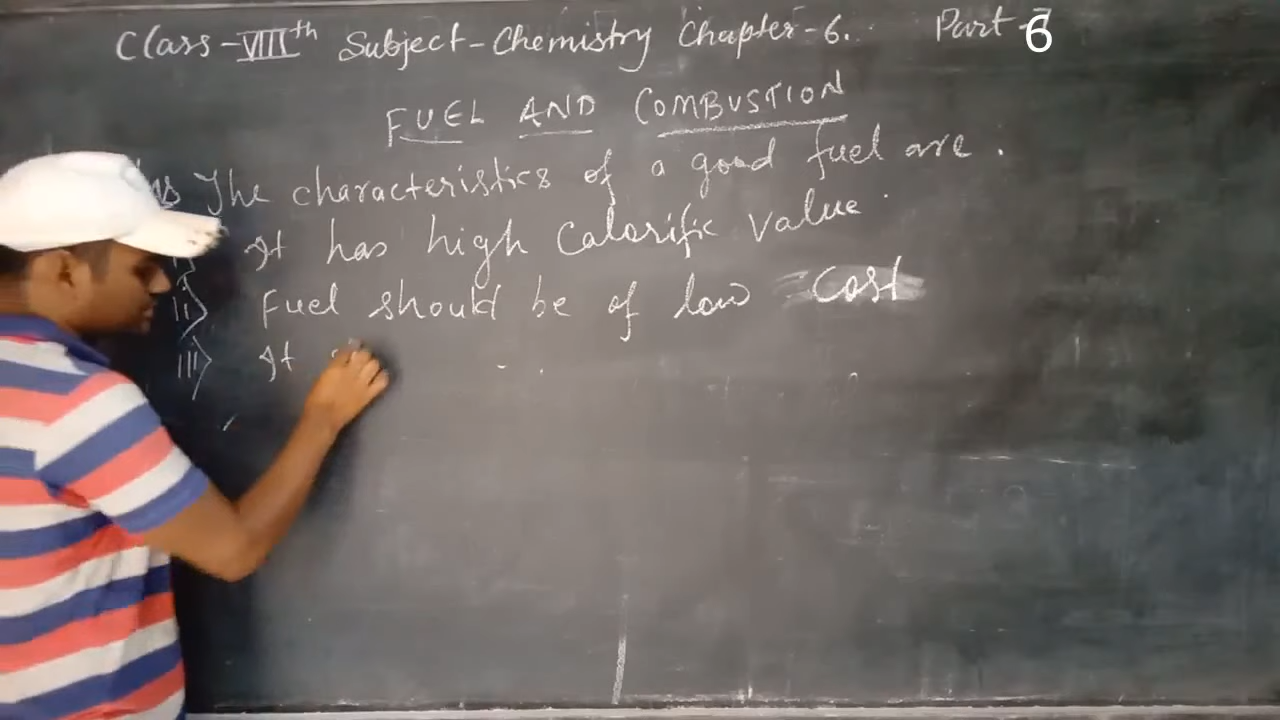 Class-VIIIth Subject-Chemistry Chapter-6. Part-6
FUEL AND COMBUSTION
The characteristics of a good fuel are.
It has high Calorific value.
ii) Fuel should be of low cost
iii) It